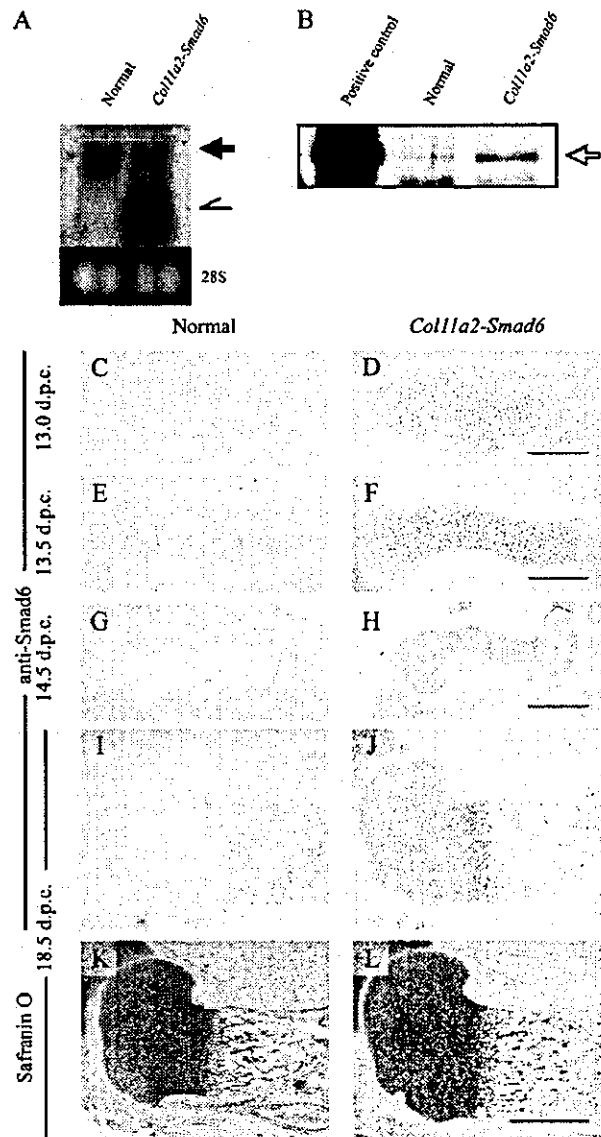 A
B
Normal
Col11a2-Smad6
Positive control
Normal
Col11a2-Smad6
28S
Normal
Col11a2-Smad6
C
D
13.0 d.p.c.
E
F
13.5 d.p.c.
anti-Smad6
G
H
14.5 d.p.c.
I
J
18.5 d.p.c.
K
L
Safranin O